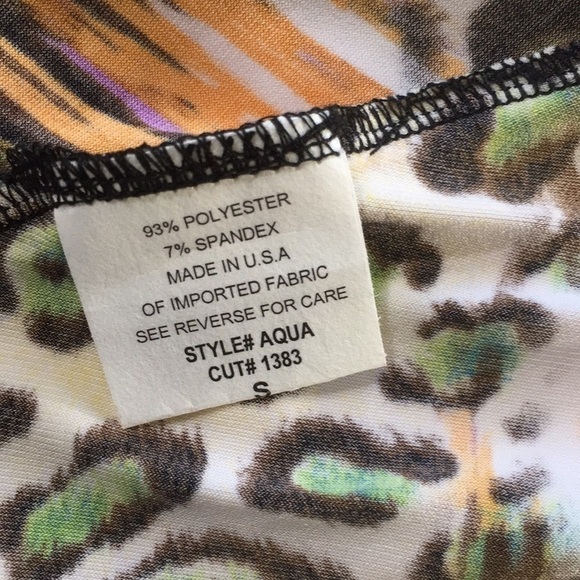 93% POLYESTER
7% SPANDEX
MADE IN U.S.A
OF IMPORTED FABRIC
SEE REVERSE FOR CARE
STYLE# AQUA
CUT# 1383
S